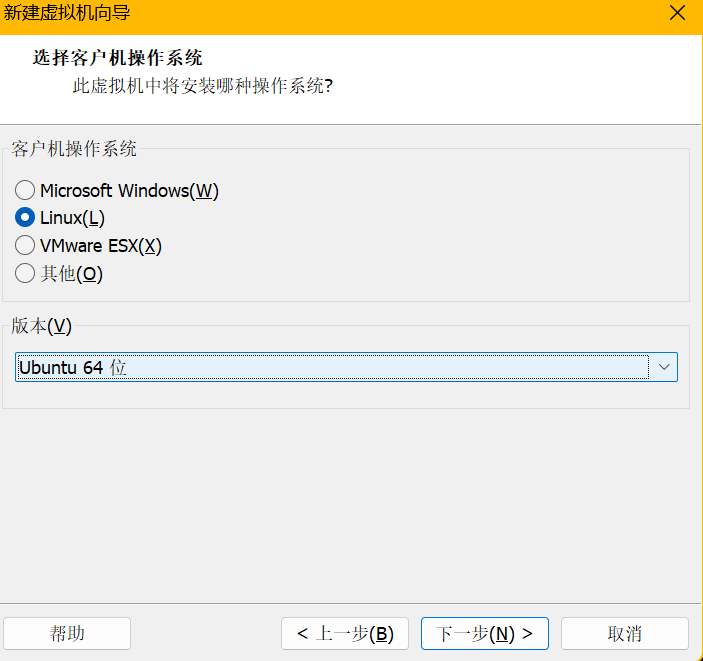 新建虚拟机向导
选择客户机操作系统
此虚拟机中将安装哪种操作系统?
客户机操作系统
Microsoft Windows(W)
Linux(L)
VMware ESX(X)
其他(O)
版本(V)
Ubuntu 64 位
帮助
< 上一步(B)
下一步(N) >
取消